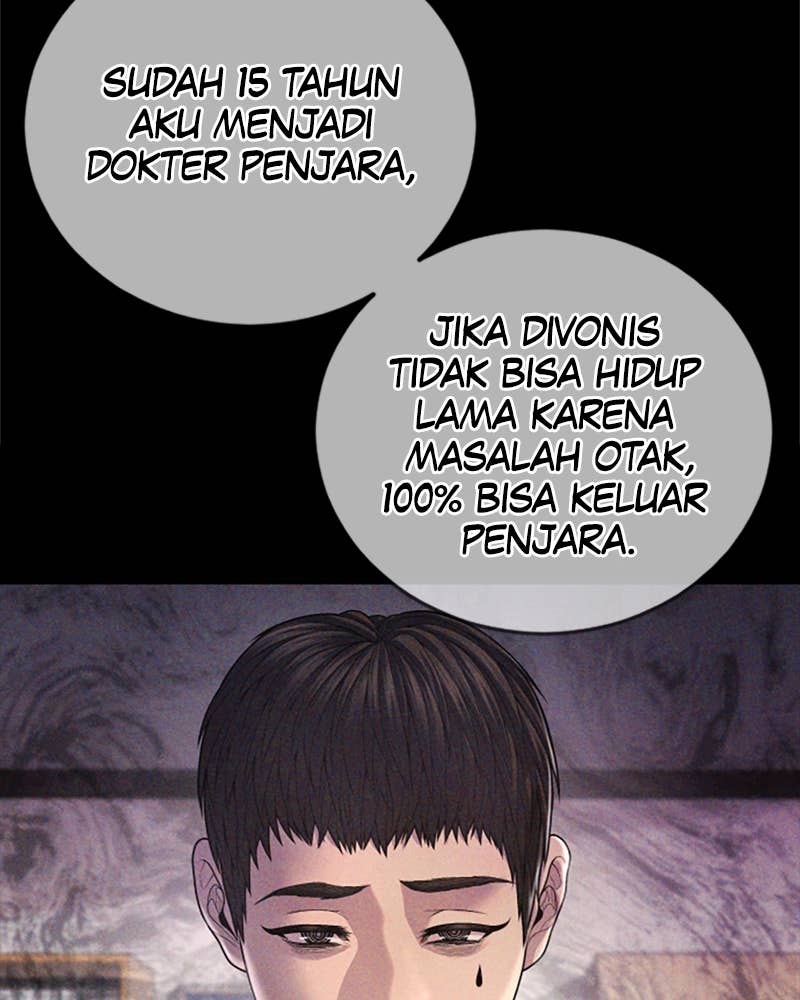 SUDAH 15 TAHUN
AKU MENJADI
DOKTER PENJARA,
JIKA DIVONIS
TIDAK BISA HIDUP
LAMA KARENA
MASALAH OTAK,
100% BISA KELUAR
PENJARA.